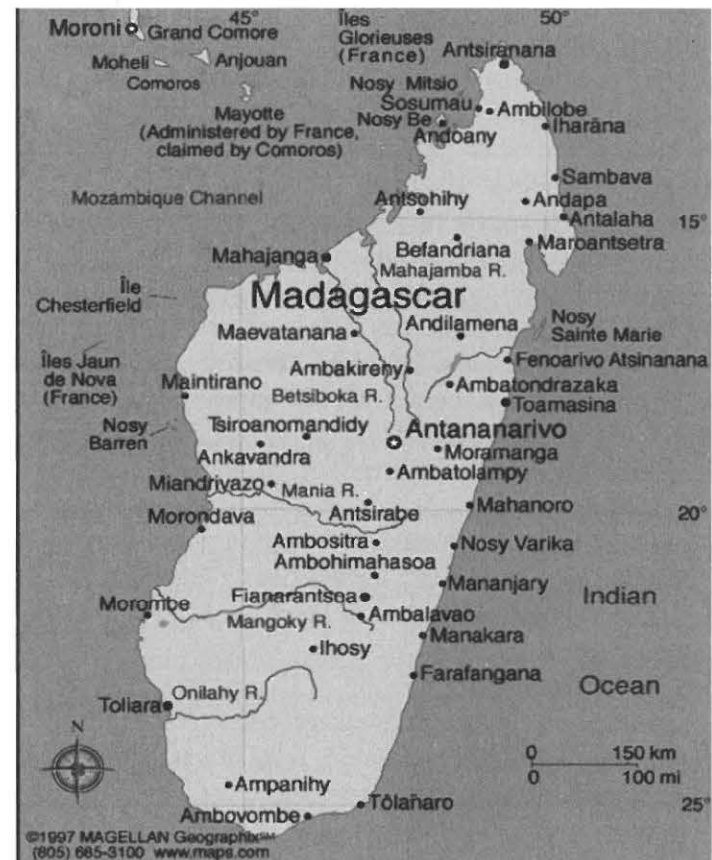 45°
50°
Moroni
Grand Comore
Îles
Glorieuses
(France)
Antsiranana
Moheli
Anjouan
Comoros
Nosy Mitsio
Sosumau
Ambilobe
Mayotte
(Administered by France,
claimed by Comoros)
Nosy Be
Andoany
Iharãna
Sambava
Mozambique Channel
Antsohihy
Andapa
Antalaha
15°
Maroantsetra
Befandriana
Mahajanga
Mahajamba R.
Île
Chesterfield
Madagascar
Maevatanana
Andilamena
Nosy
Sainte Marie
Îles Jaun
de Nova
(France)
Ambakireny
Fenoarivo Atsinanana
Maintirano
Betsiboka R.
Ambatondrazaka
Toamasina
Nosy
Barren
Tsiroanomandidy
Antananarivo
Ankavandra
Moramanga
Ambatolampy
Miandrivazo
Mania R.
Antsirabe
Mahanoro
20°
Morondava
Ambositra
Nosy Varika
Ambohimahasoa
Mananjary
Indian
Ocean
Fianarantsoa
Morombe
Mangoky R.
Ambalavao
Manakara
Ihosy
Farafangana
Onilahy R.
Toliara
N
0 150 km
0 100 mi
Ampanihy
Tôlañaro
25°
Ambovombe
©1997 MAGELLAN Geographix℠
(805) 685-3100 www.maps.com